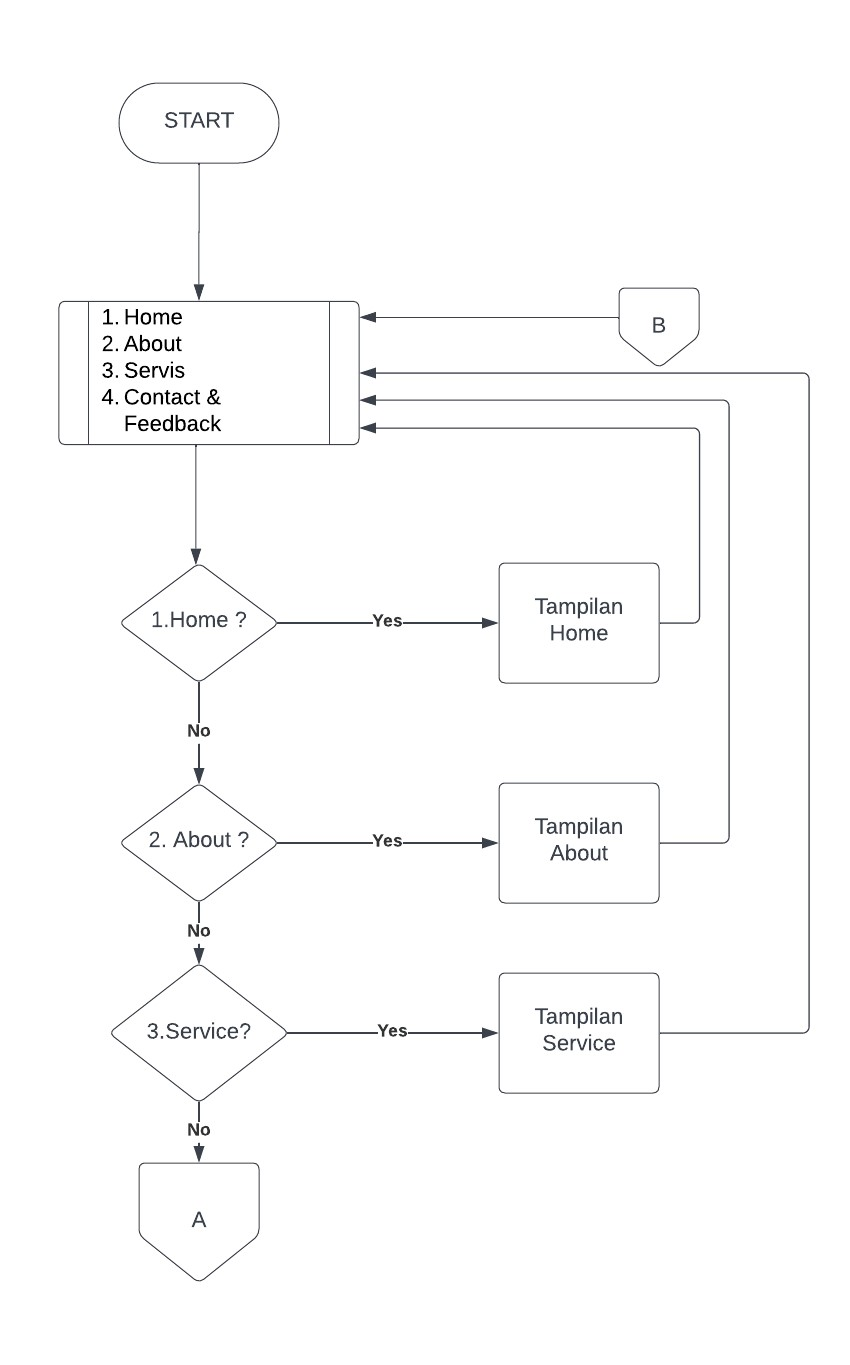 START
1. Home
2. About
3. Servis
4. Contact &
Feedback
B
1.Home ?
Yes
Tampilan
Home
No
2. About ?
Yes
Tampilan
About
No
3.Service?
Yes
Tampilan
Service
No
A